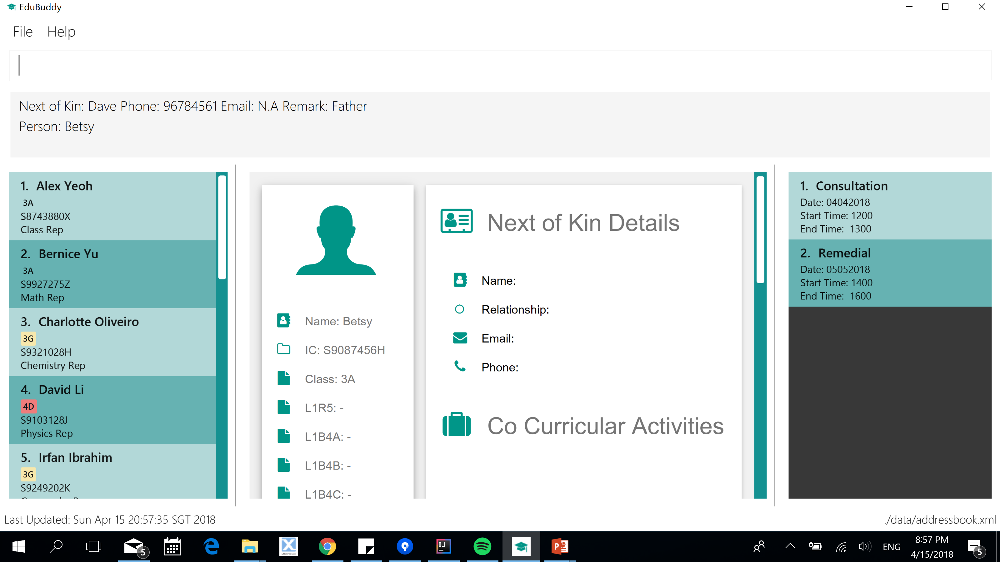 EduBuddy
File Help
Next of Kin: Dave Phone: 96784561 Email: N.A Remark: Father
Person: Betsy
1. Alex Yeoh
3A
S8743880X
Class Rep
2. Bernice Yu
3A
S9927275Z
Math Rep
3. Charlotte Oliveiro
3G
S9321028H
Chemistry Rep
4. David Li
4D
S9103128J
Physics Rep
5. Irfan Ibrahim
3G
S9249202K
Name: Betsy
IC: S9087456H
Class: 3A
L1R5: -
L1B4A: -
L1B4B: -
L1B4C: -
Next of Kin Details
Name:
Relationship:
Email:
Phone:
Co Curricular Activities
1. Consultation
Date: 04042018
Start Time: 1200
End Time: 1300
2. Remedial
Date: 05052018
Start Time: 1400
End Time: 1600
Last Updated: Sun Apr 15 20:57:35 SGT 2018
./data/addressbook.xml
5
X
IJ
P
ENG
8:57 PM
4/15/2018
5